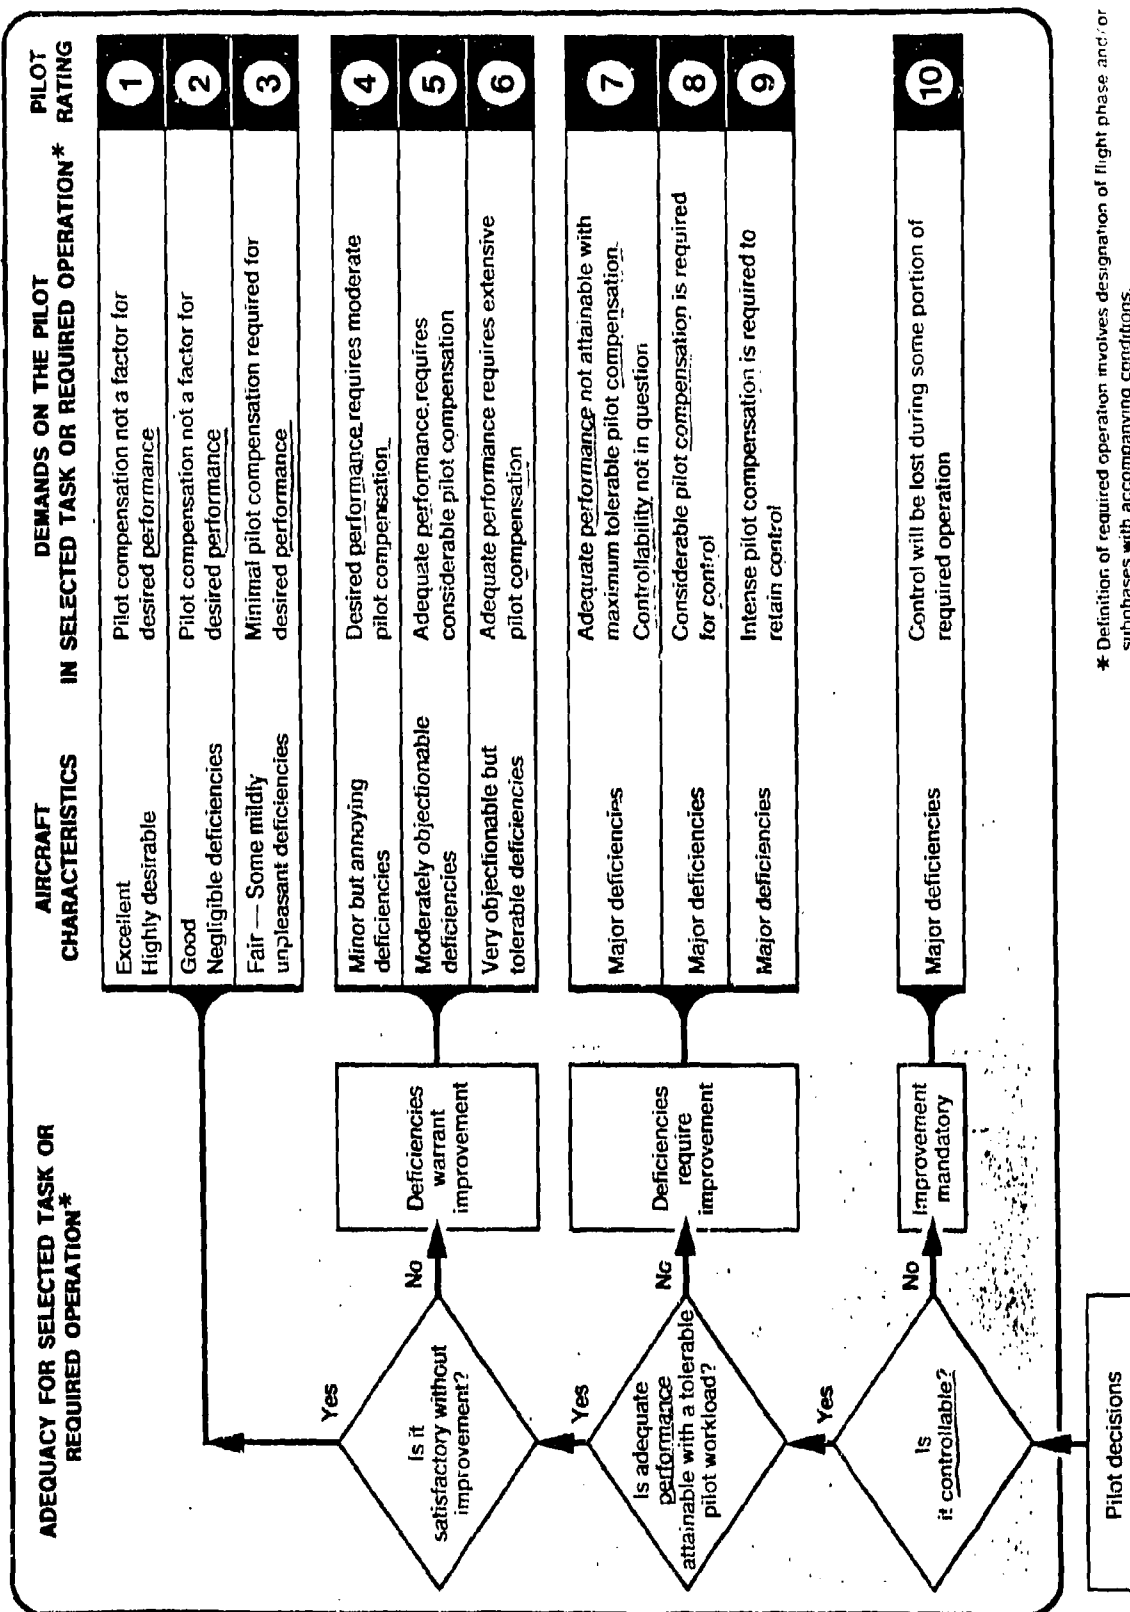 ADEQUACY FOR SELECTED TASK OR
REQUIRED OPERATION*
AIRCRAFT
CHARACTERISTICS
DEMANDS ON THE PILOT
IN SELECTED TASK OR REQUIRED OPERATION*
PILOT
RATING
Excellent
Highly desirable
Pilot compensation not a factor for
desired performance
1
Good
Negligible deficiencies
Pilot compensation not a factor for
desired performance
2
Fair — Some mildly
unpleasant deficiencies
Minimal pilot compensation required for
desired performance
3
Yes
Is it
satisfactory without
improvement?
No
Deficiencies
warrant
improvement
Minor but annoying
deficiencies
Desired performance requires moderate
pilot compensation
4
Moderately objectionable
deficiencies
Adequate performance requires
considerable pilot compensation
5
Very objectionable but
tolerable deficiencies
Adequate performance requires extensive
pilot compensation
6
Yes
Is adequate
performance
attainable with a tolerable
pilot workload?
No
Deficiencies
require
improvement
Major deficiencies
Adequate performance not attainable with
maximum tolerable pilot compensation
Controllability not in question
7
Major deficiencies
Considerable pilot compensation is required
for control
8
Major deficiencies
Intense pilot compensation is required to
retain control
9
Yes
Is
it controllable?
No
Improvement
mandatory
Major deficiencies
Control will be lost during some portion of
required operation
10
Pilot decisions
* Definition of required operation involves designation of flight phase and/or
subphases with accompanying conditions.